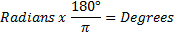 Radians x 180°/π = Degrees